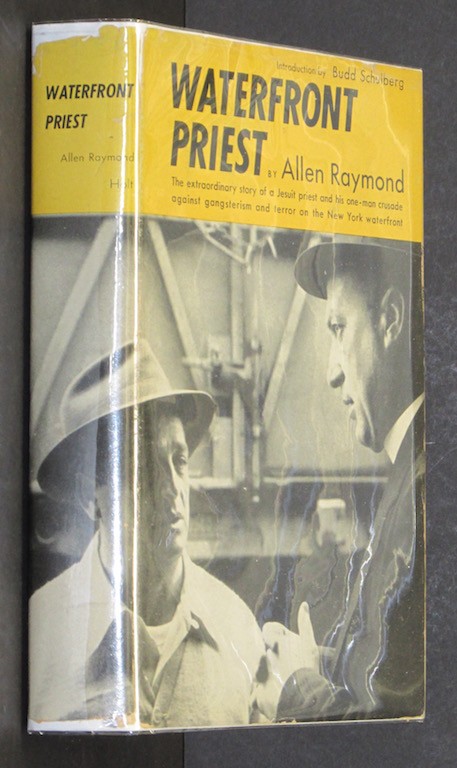 WATERFRONT
PRIEST
Allen Raymond
Holt
Introduction by Budd Schulberg
WATERFRONT
PRIEST BY Allen Raymond
The extraordinary story of a Jesuit priest and his one-man crusade
against gangsterism and terror on the New York waterfront